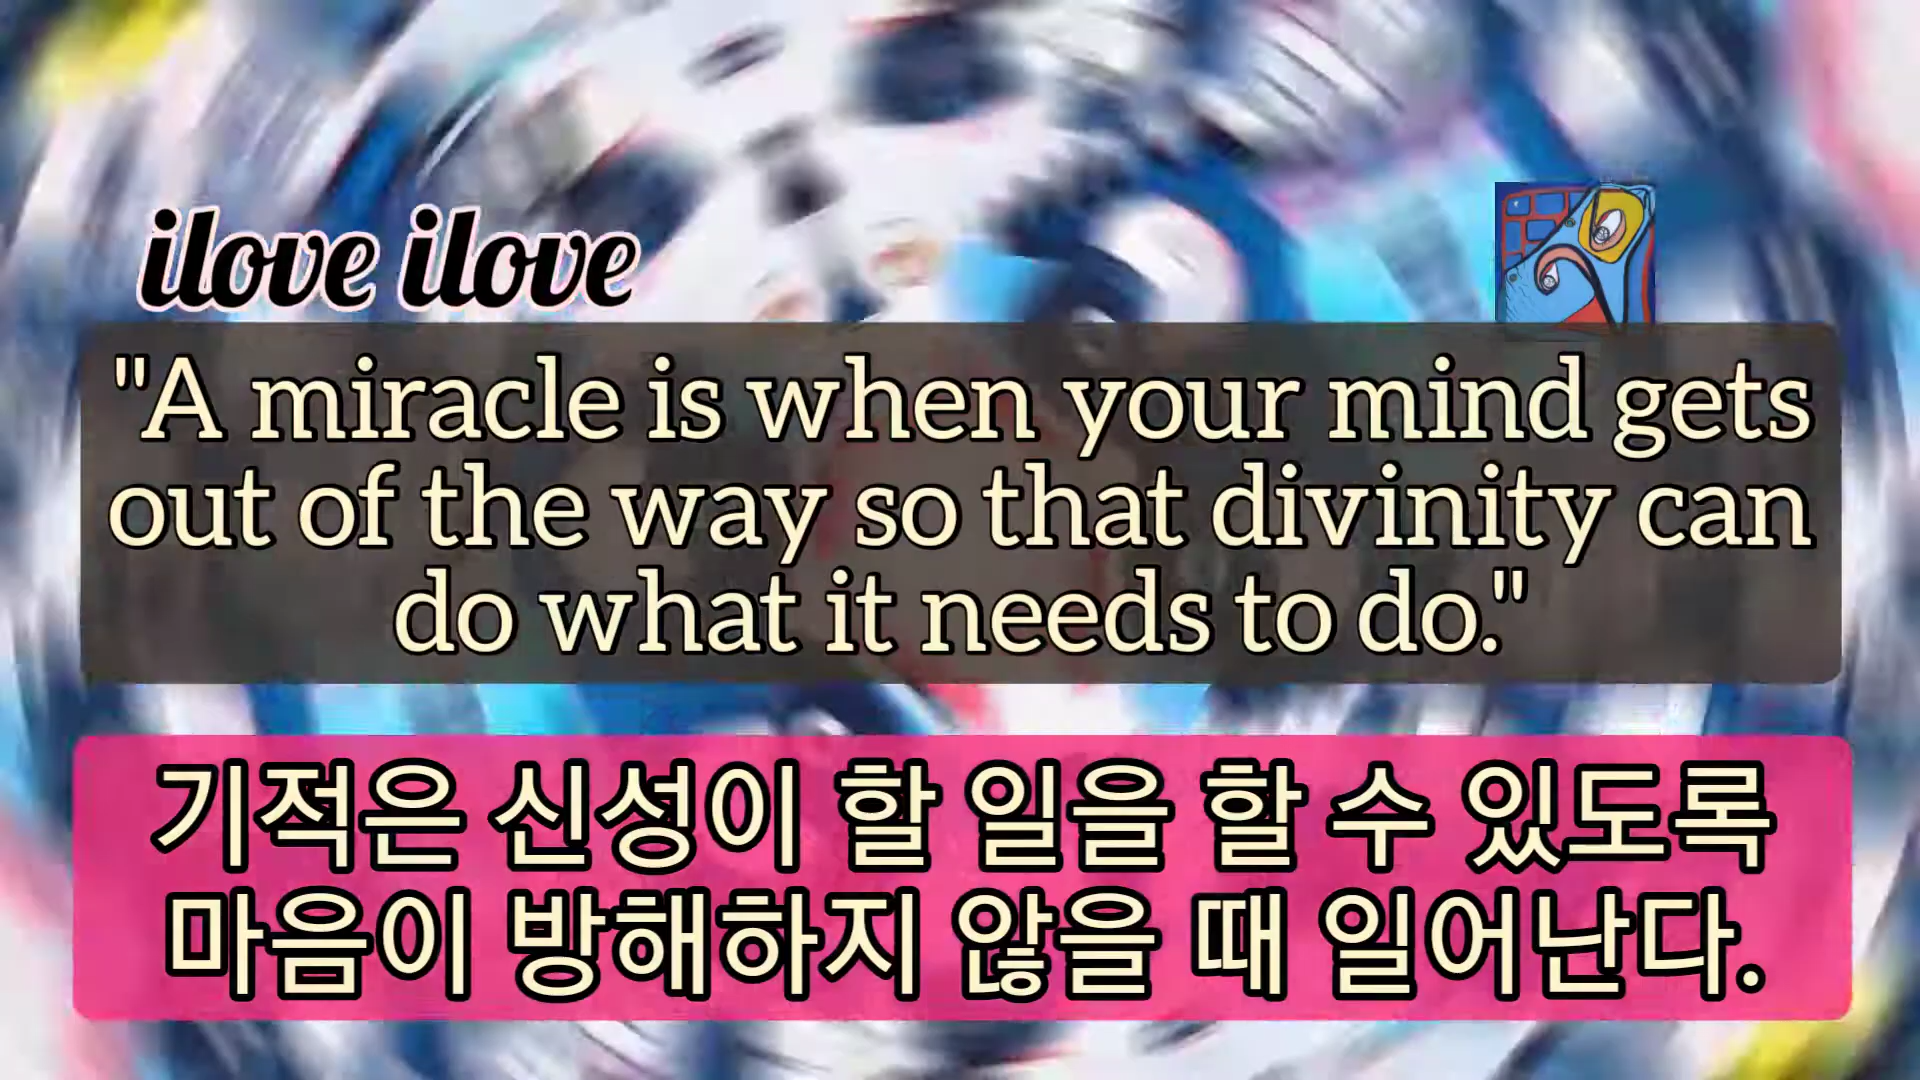 ilove ilove
"A miracle is when your mind gets
out of the way so that divinity can
do what it needs to do."
기적은 신성이 할 일을 할 수 있도록
마음이 방해하지 않을 때 일어난다.